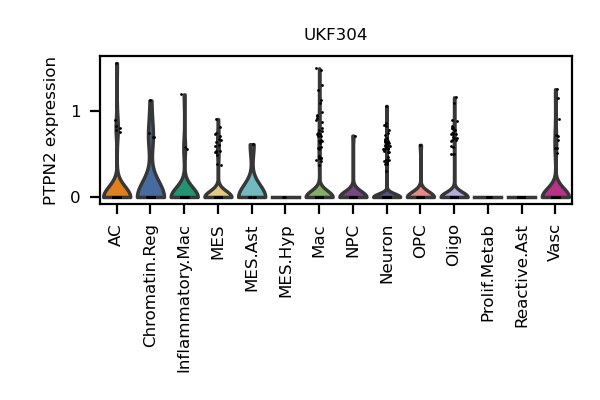 UKF304
PTPN2 expression
1
0
AC
Chromatin.Reg
Inflammatory.Mac
MES
MES.Ast
MES.Hyp
Mac
NPC
Neuron
OPC
Oligo
Prolif.Metab
Reactive.Ast
Vasc